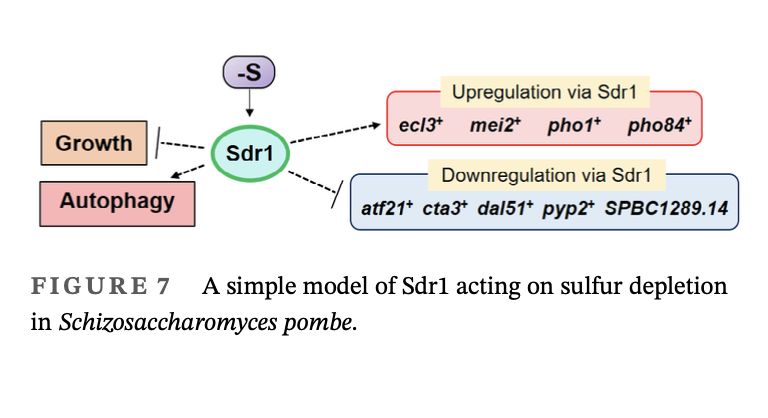 -S
Upregulation via Sdr1
ecl3⁺ mei2⁺ pho1⁺ pho84⁺
Growth
Sdr1
Autophagy
Downregulation via Sdr1
atf21⁺ cta3⁺ dal51⁺ pyp2⁺ SPBC1289.14
FIGURE 7 A simple model of Sdr1 acting on sulfur depletion
in Schizosaccharomyces pombe.